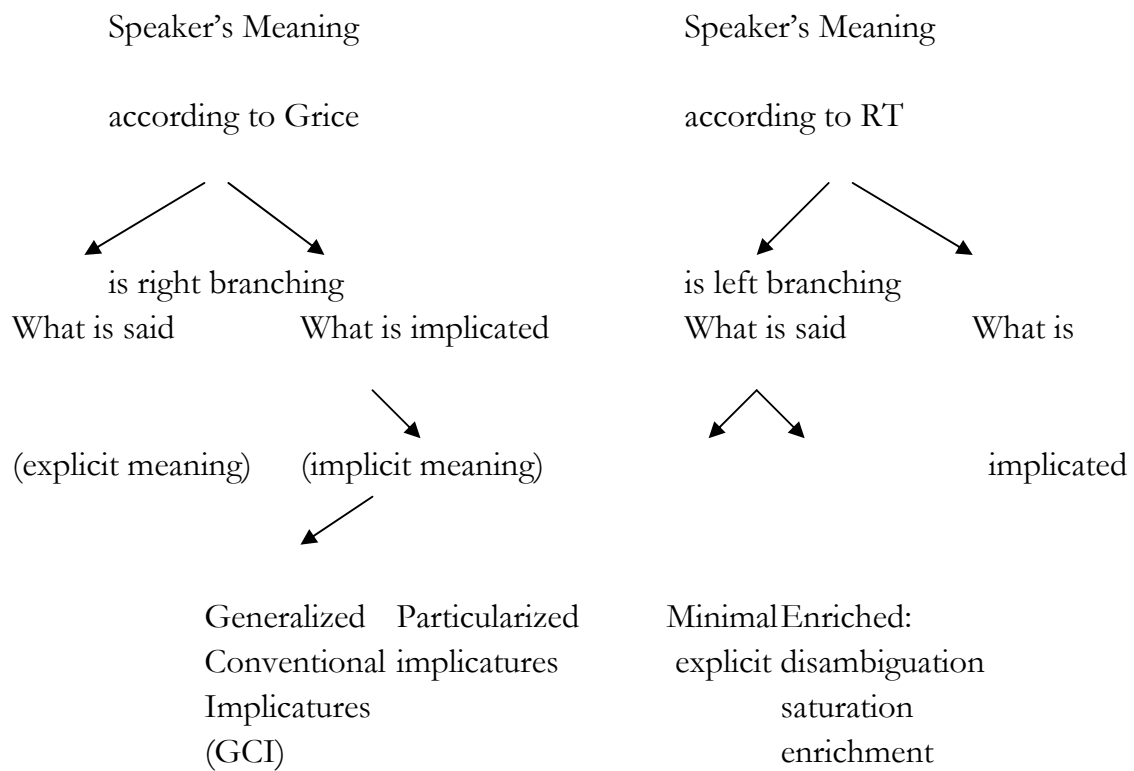 Speaker’s Meaning Speaker’s Meaning
according to Grice according to RT
is right branching is left branching
What is said What is implicated What is said What is
(explicit meaning) (implicit meaning) implicated
Generalized Particularized Minimal Enriched:
Conventional implicatures explicit disambiguation
Implicatures saturation
(GCI) enrichment